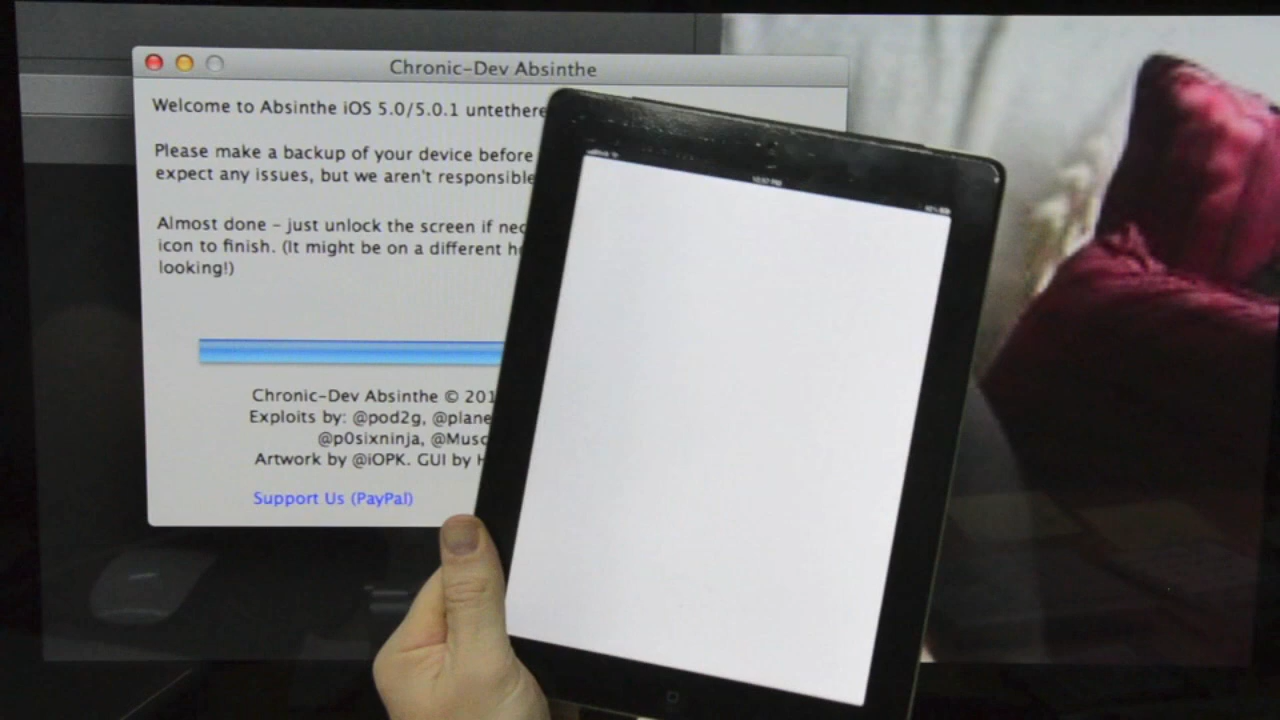 Chronic-Dev Absinthe
Welcome to Absinthe iOS 5.0/5.0.1 untethere
Please make a backup of your device before
expect any issues, but we aren't responsible
Almost done - just unlock the screen if nec
icon to finish. (It might be on a different h
looking!)
Chronic-Dev Absinthe © 201
Exploits by: @pod2g, @plane
@p0sixninja, @Musc
Artwork by @iOPK. GUI by H
Support Us (PayPal)